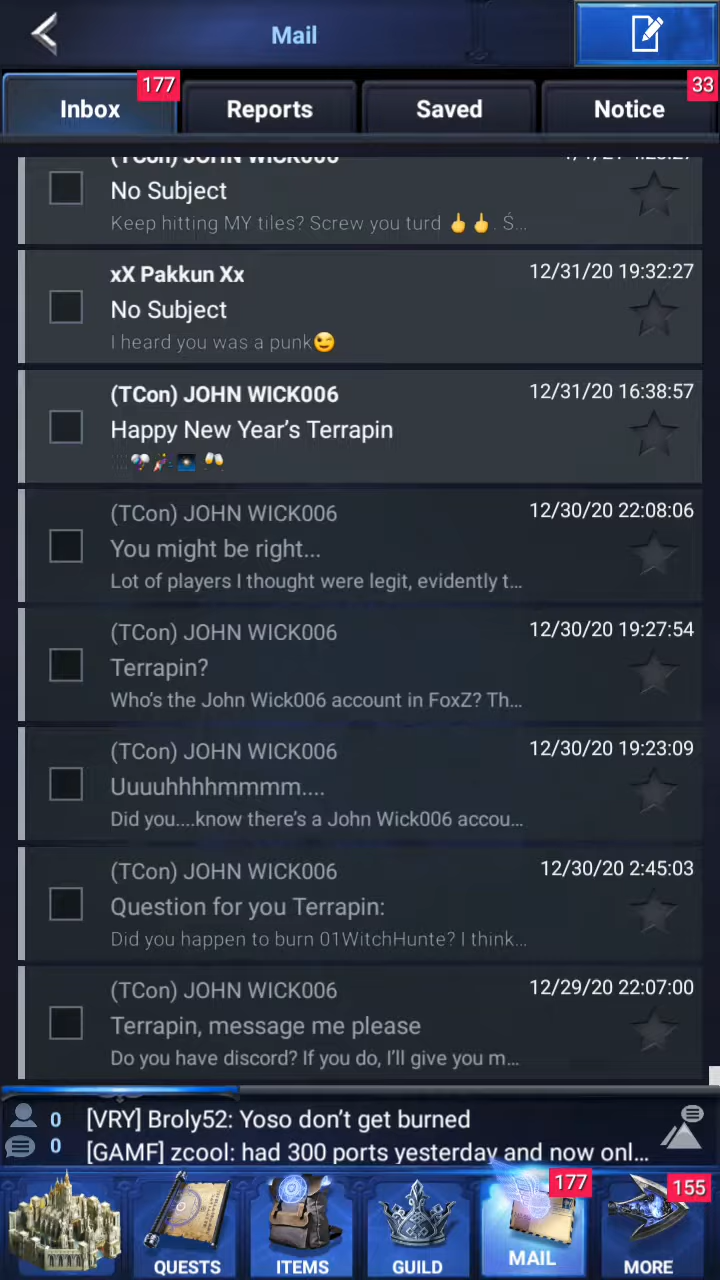 Mail
177
33
Inbox
Reports
Saved
Notice
(TCon) JOHN WICK006
No Subject
Keep hitting MY tiles? Screw you turd 🖕🖕. Ś...
xX Pakkun Xx
12/31/20 19:32:27
No Subject
I heard you was a punk😉
(TCon) JOHN WICK006
12/31/20 16:38:57
Happy New Year’s Terrapin
(TCon) JOHN WICK006
12/30/20 22:08:06
You might be right...
Lot of players I thought were legit, evidently t...
(TCon) JOHN WICK006
12/30/20 19:27:54
Terrapin?
Who's the John Wick006 account in FoxZ? Th...
(TCon) JOHN WICK006
12/30/20 19:23:09
Uuuuhhhhmmmm....
Did you....know there’s a John Wick006 accou...
(TCon) JOHN WICK006
12/30/20 2:45:03
Question for you Terrapin:
Did you happen to burn 01WitchHunte? I think...
(TCon) JOHN WICK006
12/29/20 22:07:00
Terrapin, message me please
Do you have discord? If you do, I’ll give you m...
0
[VRY] Broly52: Yoso don’t get burned
0
[GAMF] zcool: had 300 ports yesterday and now onl...
177
155
QUESTS
ITEMS
GUILD
MAIL
MORE